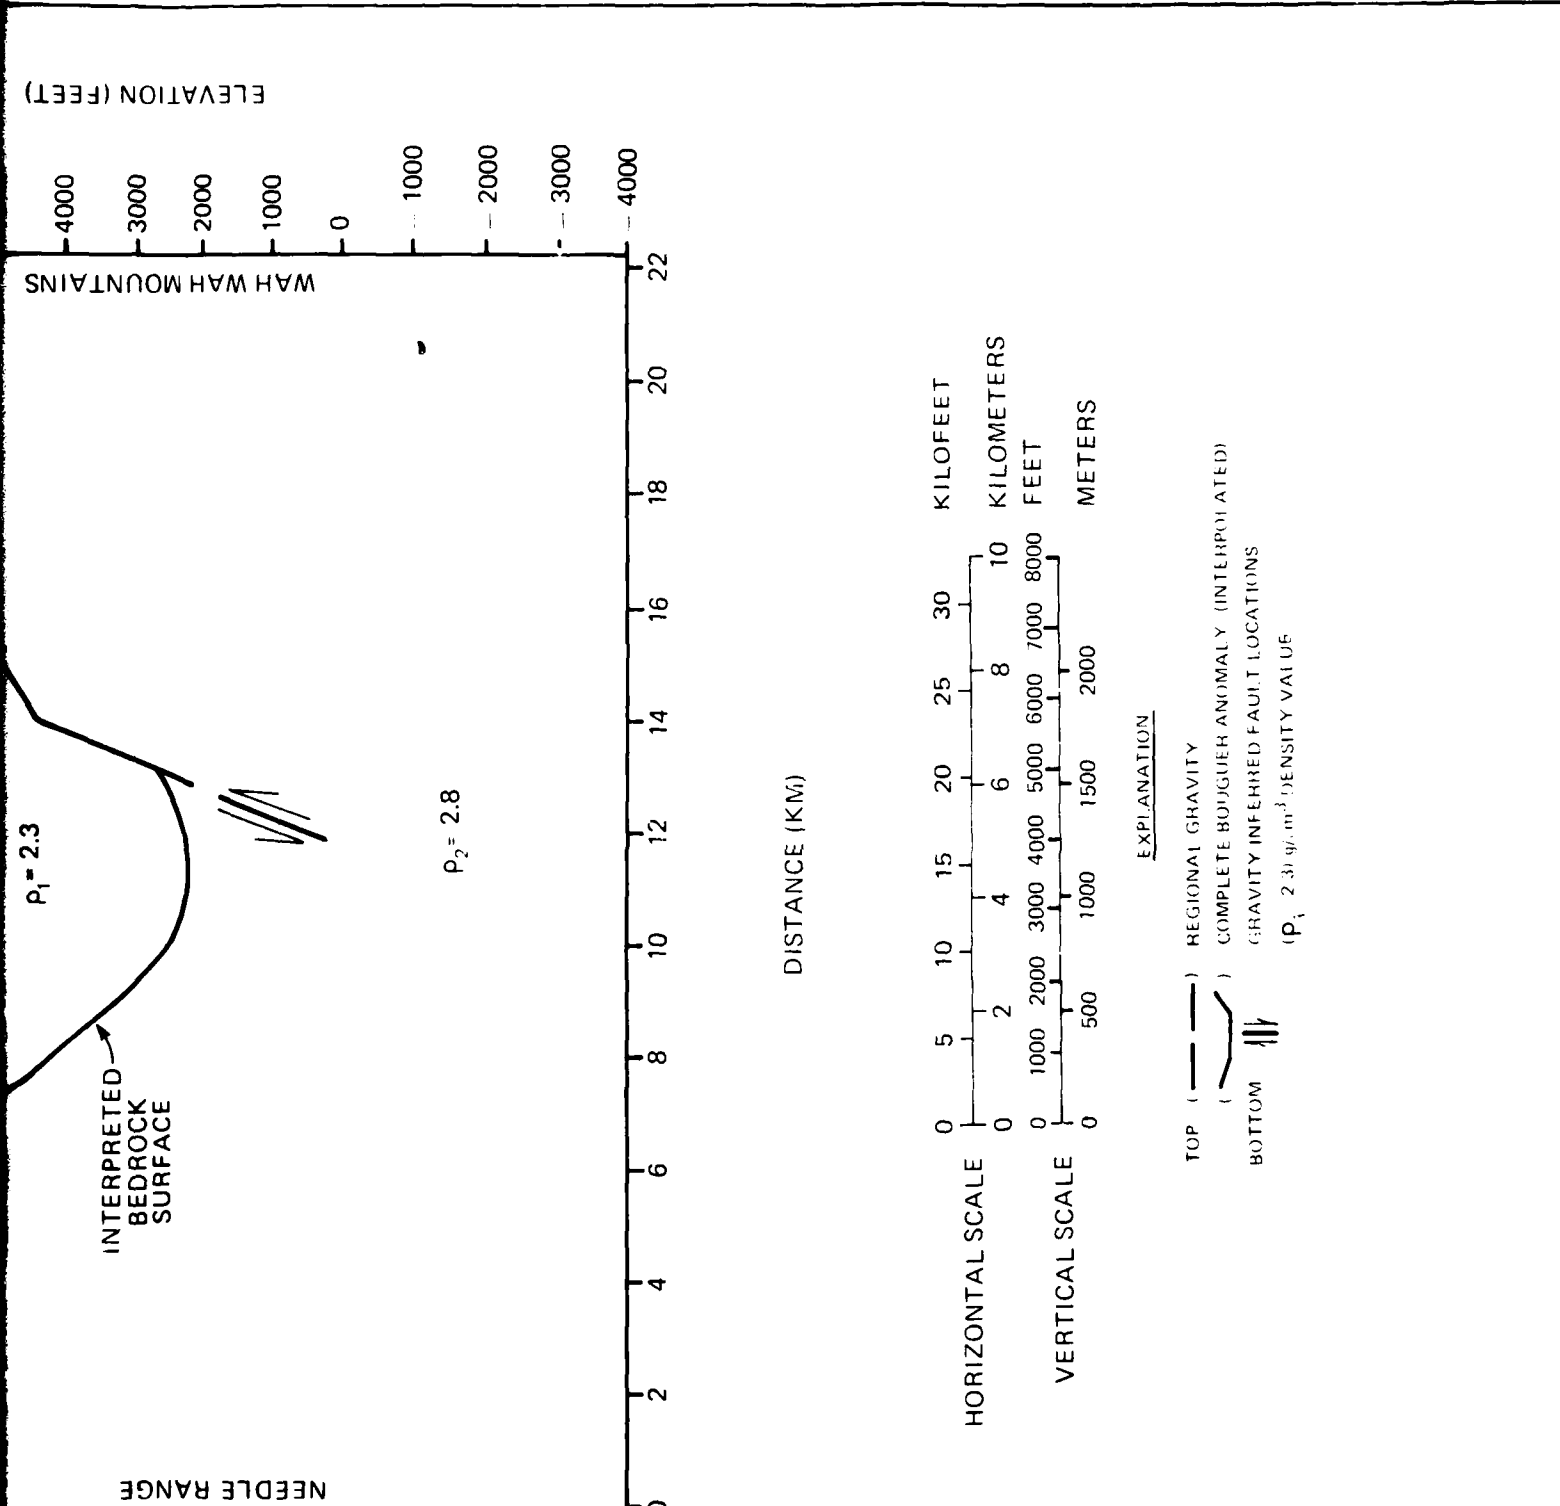 ELEVATION (FEET)
4000
3000
2000
1000
0
– 1000
– 2000
– 3000
– 4000
WAH WAH MOUNTAINS
NEEDLE RANGE
ρ1 = 2.3
ρ2 = 2.8
INTERPRETED
BEDROCK
SURFACE
0 2 4 6 8 10 12 14 16 18 20 22
DISTANCE (KM)
0 5 10 15 20 25 30 KILOFEET
HORIZONTAL SCALE
0 2 4 6 8 10 KILOMETERS
0 1000 2000 3000 4000 5000 6000 7000 8000 FEET
VERTICAL SCALE
0 500 1000 1500 2000 METERS
EXPLANATION
TOP ( ) REGIONAL GRAVITY
( ) COMPLETE BOUGUER ANOMALY (INTERPOLATED)
BOTTOM GRAVITY INFERRED FAULT LOCATIONS
DENSITY VALUE